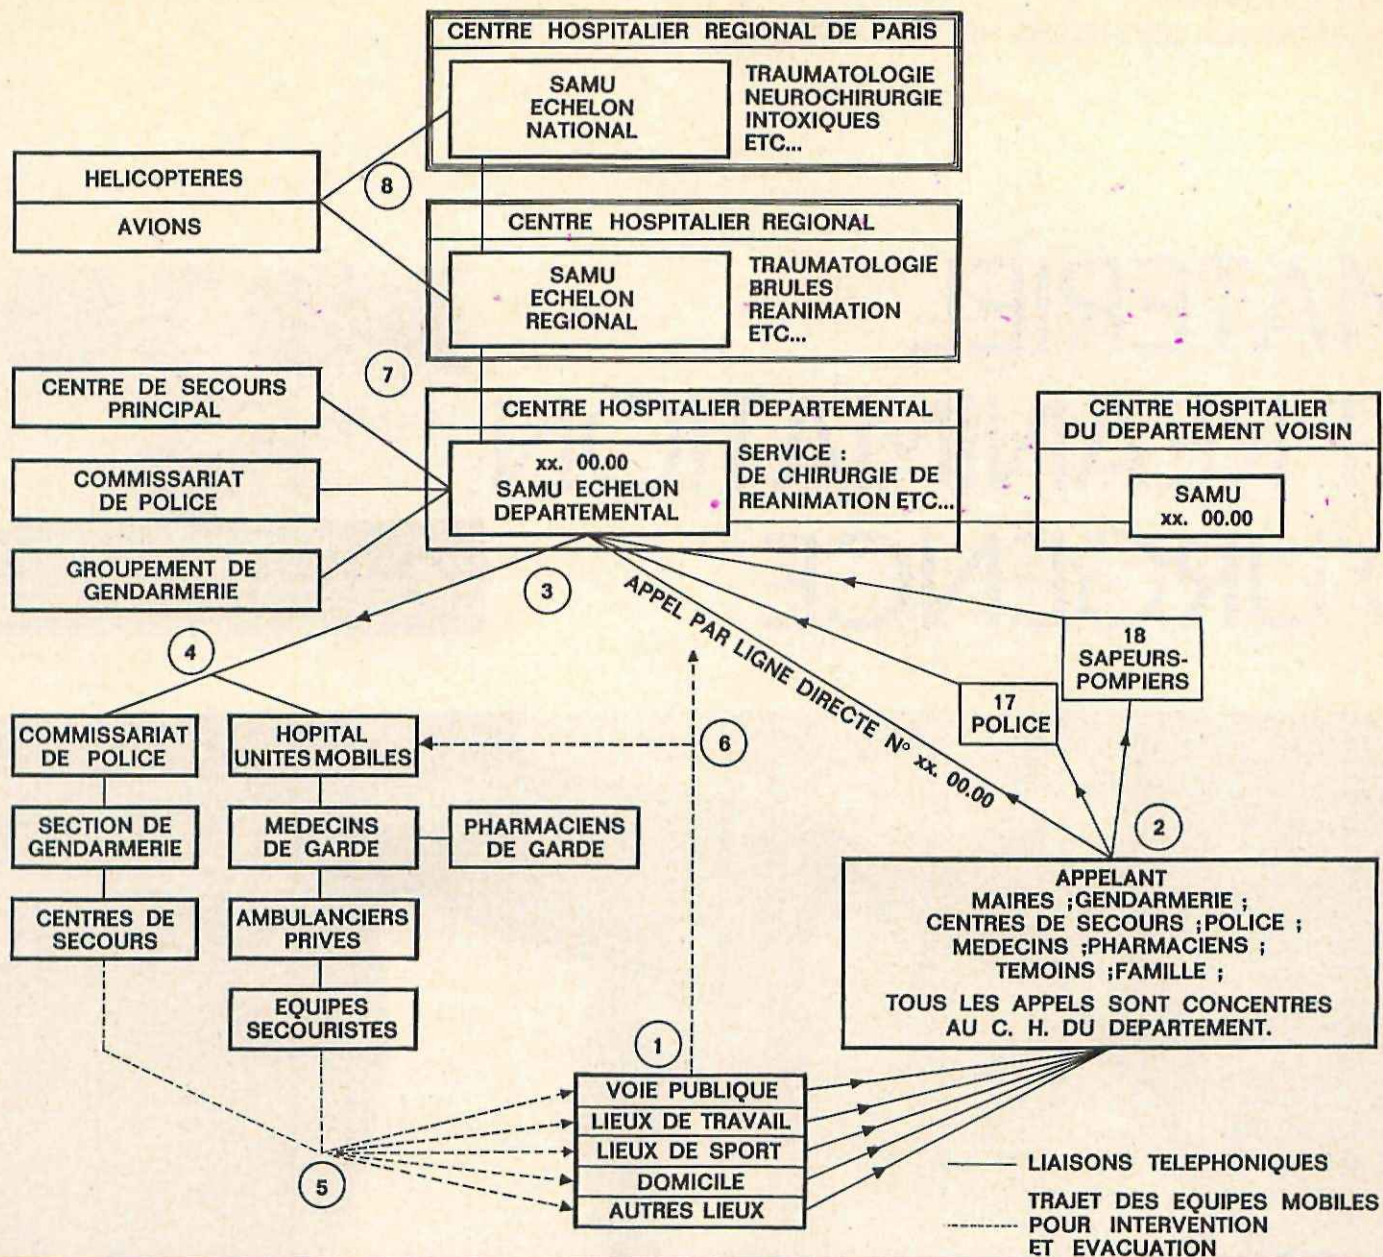 CENTRE HOSPITALIER REGIONAL DE PARIS
SAMU
ECHELON
NATIONAL
TRAUMATOLOGIE
NEUROCHIRURGIE
INTOXIQUES
ETC...
HELICOPTERES
AVIONS
8
CENTRE HOSPITALIER REGIONAL
SAMU
ECHELON
REGIONAL
TRAUMATOLOGIE
BRULES
REANIMATION
ETC...
7
CENTRE DE SECOURS
PRINCIPAL
COMMISSARIAT
DE POLICE
GROUPEMENT DE
GENDARMERIE
CENTRE HOSPITALIER DEPARTEMENTAL
xx. 00.00
SAMU ECHELON
DEPARTEMENTAL
SERVICE :
DE CHIRURGIE DE
REANIMATION ETC...
CENTRE HOSPITALIER
DU DEPARTEMENT VOISIN
SAMU
xx. 00.00
3
APPEL PAR LIGNE DIRECTE N° xx. 00.00
18
SAPEURS-
POMPIERS
17
POLICE
4
COMMISSARIAT
DE POLICE
HOPITAL
UNITES MOBILES
6
SECTION DE
GENDARMERIE
MEDECINS
DE GARDE
PHARMACIENS
DE GARDE
2
CENTRES DE
SECOURS
AMBULANCIERS
PRIVES
EQUIPES
SECOURISTES
APPELANT
MAIRES ;GENDARMERIE ;
CENTRES DE SECOURS ;POLICE ;
MEDECINS ;PHARMACIENS ;
TEMOINS ;FAMILLE ;
TOUS LES APPELS SONT CONCENTRES
AU C. H. DU DEPARTEMENT.
1
VOIE PUBLIQUE
LIEUX DE TRAVAIL
LIEUX DE SPORT
DOMICILE
AUTRES LIEUX
5
LIAISONS TELEPHONIQUES
TRAJET DES EQUIPES MOBILES
POUR INTERVENTION
ET EVACUATION